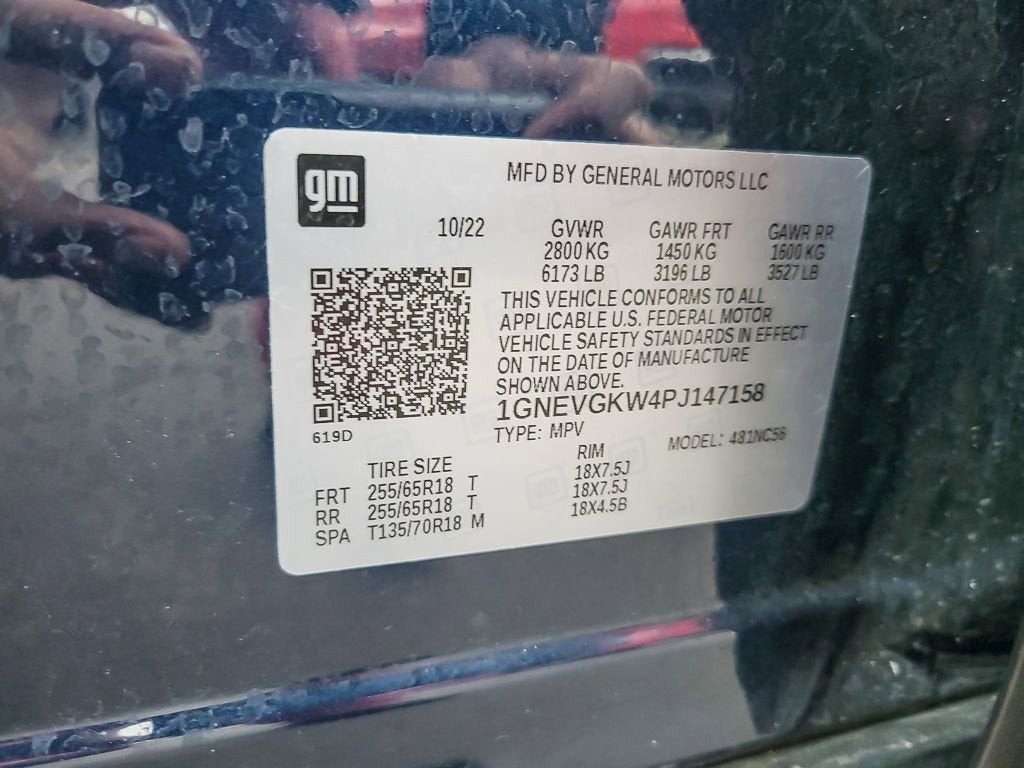 gm
MFD BY GENERAL MOTORS LLC
10/22 GVWR GAWR FRT GAWR RR
2800 KG 1450 KG 1600 KG
6173 LB 3196 LB 3527 LB
THIS VEHICLE CONFORMS TO ALL
APPLICABLE U.S. FEDERAL MOTOR
VEHICLE SAFETY STANDARDS IN EFFECT
ON THE DATE OF MANUFACTURE
SHOWN ABOVE.
1GNEVGKW4PJ147158
619D
TYPE: MPV MODEL: 481NC56
TIRE SIZE RIM
FRT 255/65R18 T 18X7.5J
RR 255/65R18 T 18X7.5J
SPA T135/70R18 M 18X4.5B